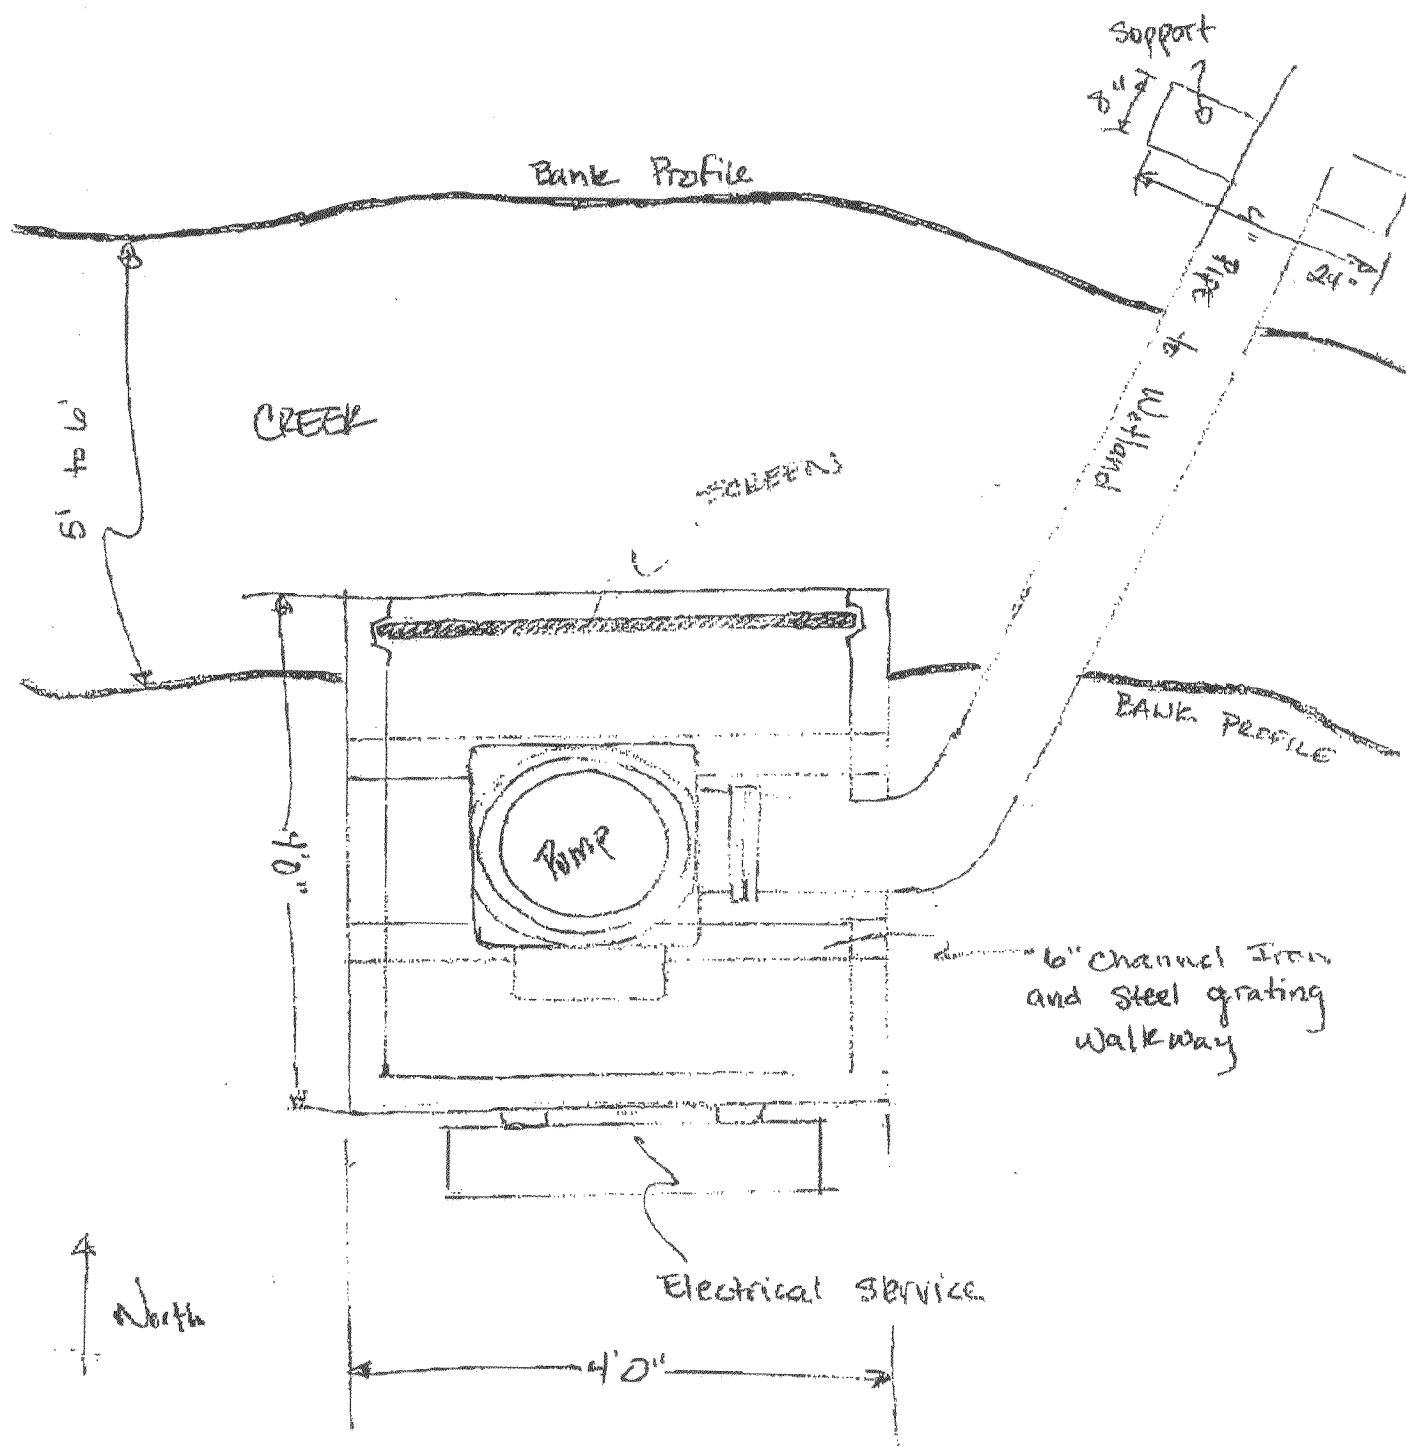 Support
8"
Bank Profile
24"
Pipe
Wetland
5' to 6'
CREEK
SCREEN
BANK PROFILE
4'0"
Pump
6" Channel Iron
and Steel grating
walkway
Electrical Service
North
4'0"